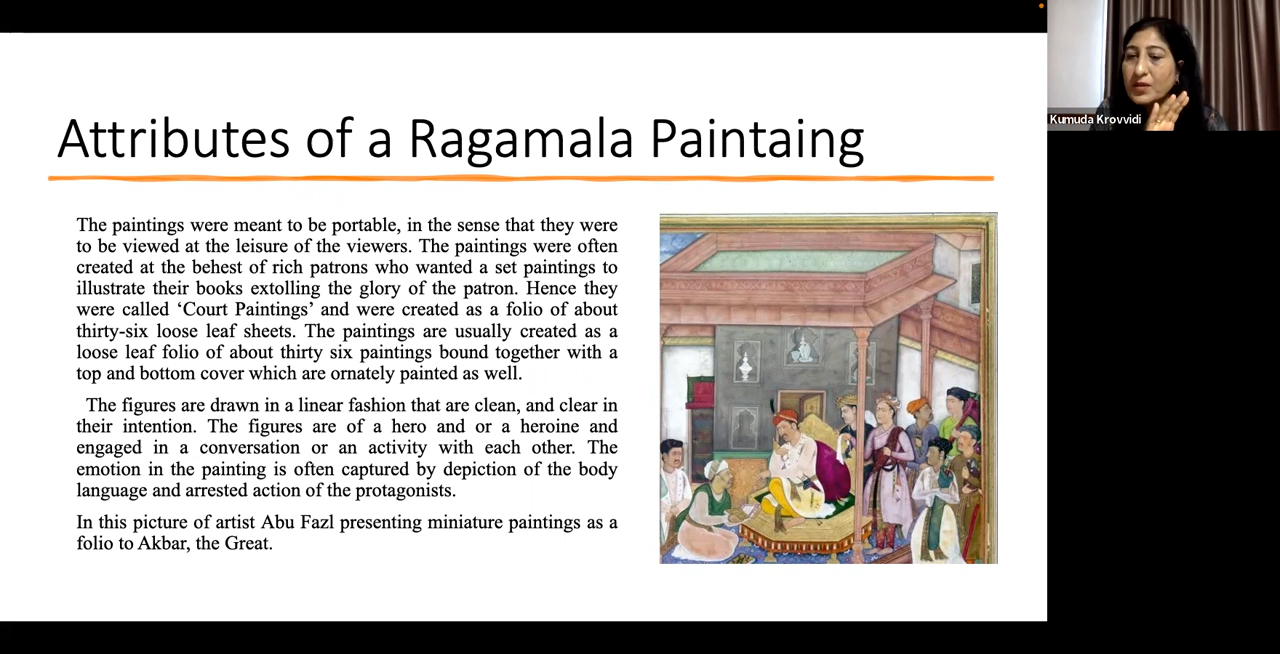 Attributes of a Ragamala Paintaing
The paintings were meant to be portable, in the sense that they were
to be viewed at the leisure of the viewers. The paintings were often
created at the behest of rich patrons who wanted a set paintings to
illustrate their books extolling the glory of the patron. Hence they
were called ‘Court Paintings’ and were created as a folio of about
thirty-six loose leaf sheets. The paintings are usually created as a
loose leaf folio of about thirty six paintings bound together with a
top and bottom cover which are ornately painted as well.
The figures are drawn in a linear fashion that are clean, and clear in
their intention. The figures are of a hero and or a heroine and
engaged in a conversation or an activity with each other. The
emotion in the painting is often captured by depiction of the body
language and arrested action of the protagonists.
In this picture of artist Abu Fazl presenting miniature paintings as a
folio to Akbar, the Great.
Kumuda Krovvidi